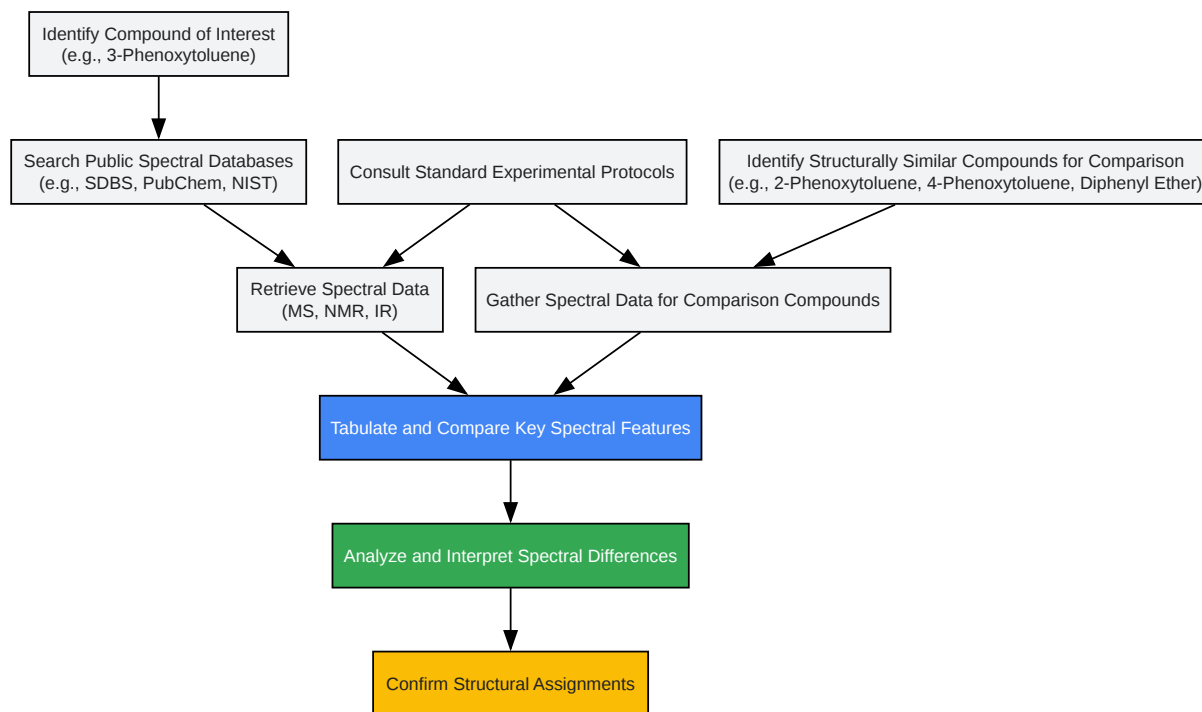 Identify Compound of Interest
(e.g., 3-Phenoxytoluene)
Search Public Spectral Databases
(e.g., SDBS, PubChem, NIST)
Consult Standard Experimental Protocols
Identify Structurally Similar Compounds for Comparison
(e.g., 2-Phenoxytoluene, 4-Phenoxytoluene, Diphenyl Ether)
Retrieve Spectral Data
(MS, NMR, IR)
Gather Spectral Data for Comparison Compounds
Tabulate and Compare Key Spectral Features
Analyze and Interpret Spectral Differences
Confirm Structural Assignments